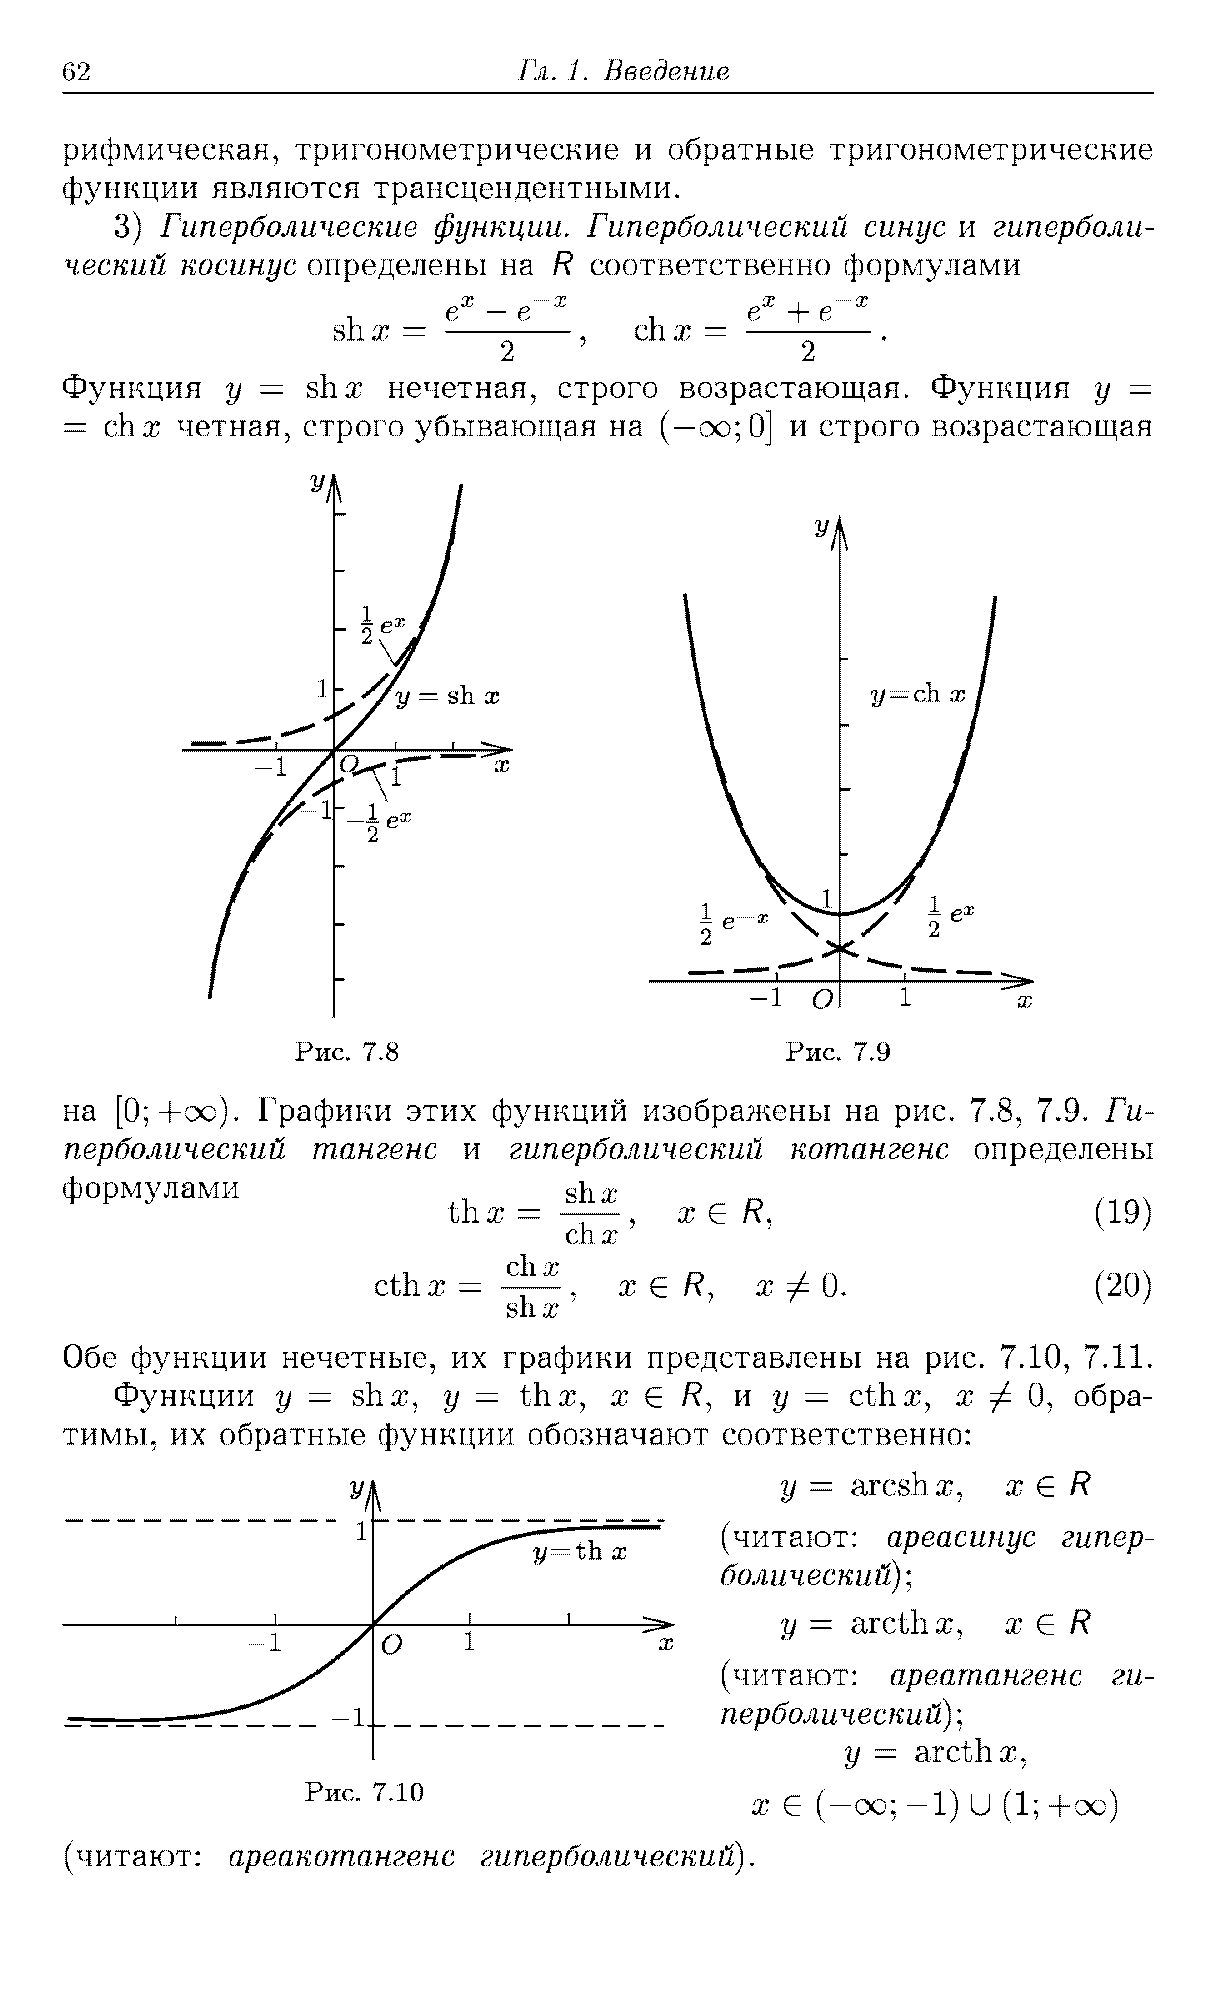 62
Гл. 1. Введение
рифмическая, тригонометрические и обратные тригонометрические
функции являются трансцендентными.
3) Гиперболические функции. Гиперболический синус и гиперболи-
ческий косинус определены на R соответственно формулами
sh x = (e^x − e^{−x})/2, ch x = (e^x + e^{−x})/2.
Функция y = sh x нечетная, строго возрастающая. Функция y =
= ch x четная, строго убывающая на (−∞; 0] и строго возрастающая
y
1/2 e^x
1
y = sh x
−1 O 1 x
−1
−1/2 e^x
Рис. 7.8
y
y=ch x
1
1/2 e^{−x}
1/2 e^x
−1 O 1 x
Рис. 7.9
на [0; +∞). Графики этих функций изображены на рис. 7.8, 7.9. Ги-
перболический тангенс и гиперболический котангенс определены
формулами
th x = sh x/ch x, x ∈ R, (19)
cth x = ch x/sh x, x ∈ R, x ≠ 0. (20)
Обе функции нечетные, их графики представлены на рис. 7.10, 7.11.
Функции y = sh x, y = th x, x ∈ R, и y = cth x, x ≠ 0, обра-
тимы, их обратные функции обозначают соответственно:
y
1
y=th x
−1 O 1 x
−1
Рис. 7.10
y = arcsh x, x ∈ R
(читают: ареасинус гипер-
болический);
y = arcth x, x ∈ R
(читают: ареатангенс ги-
перболический);
y = arcth x,
x ∈ (−∞; −1) ∪ (1; +∞)
(читают: ареакотангенс гиперболический).